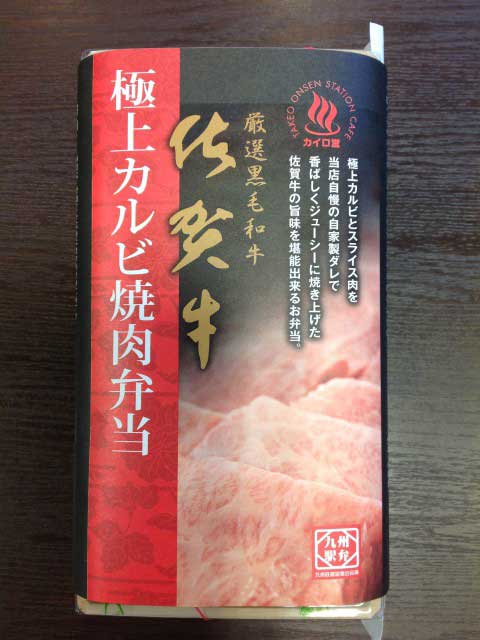 TAKEO ONSEN STATION CAFE
カイロ堂
極上カルビとスライス肉を
当店自慢の自家製ダレで
香ばしくジューシーに焼き上げた
佐賀牛の旨味を堪能出来るお弁当。
厳選黒毛和牛
佐賀牛
極上カルビ焼肉弁当
九州
駅弁